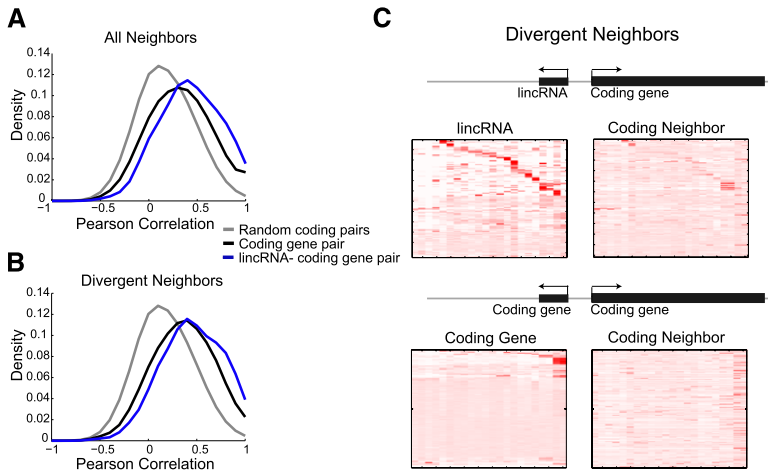 A
All Neighbors
0.14
0.12
0.1
0.08
0.06
0.04
0.02
0
Density
−1
−0.5
0
0.5
1
Pearson Correlation
Random coding pairs
Coding gene pair
lincRNA- coding gene pair
B
Divergent Neighbors
0.14
0.12
0.1
0.08
0.06
0.04
0.02
0
Density
−1
−0.5
0
0.5
1
Pearson Correlation
C
Divergent Neighbors
lincRNA Coding gene
lincRNA Coding Neighbor
Coding gene Coding gene
Coding Gene Coding Neighbor